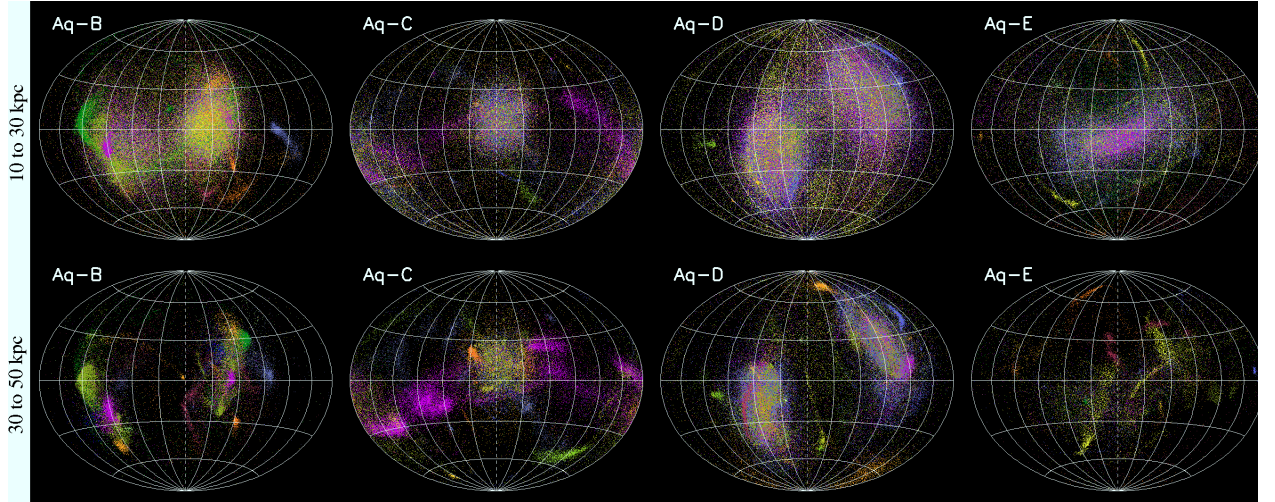 10 to 30 kpc
Aq-B
Aq-C
Aq-D
Aq-E
30 to 50 kpc
Aq-B
Aq-C
Aq-D
Aq-E